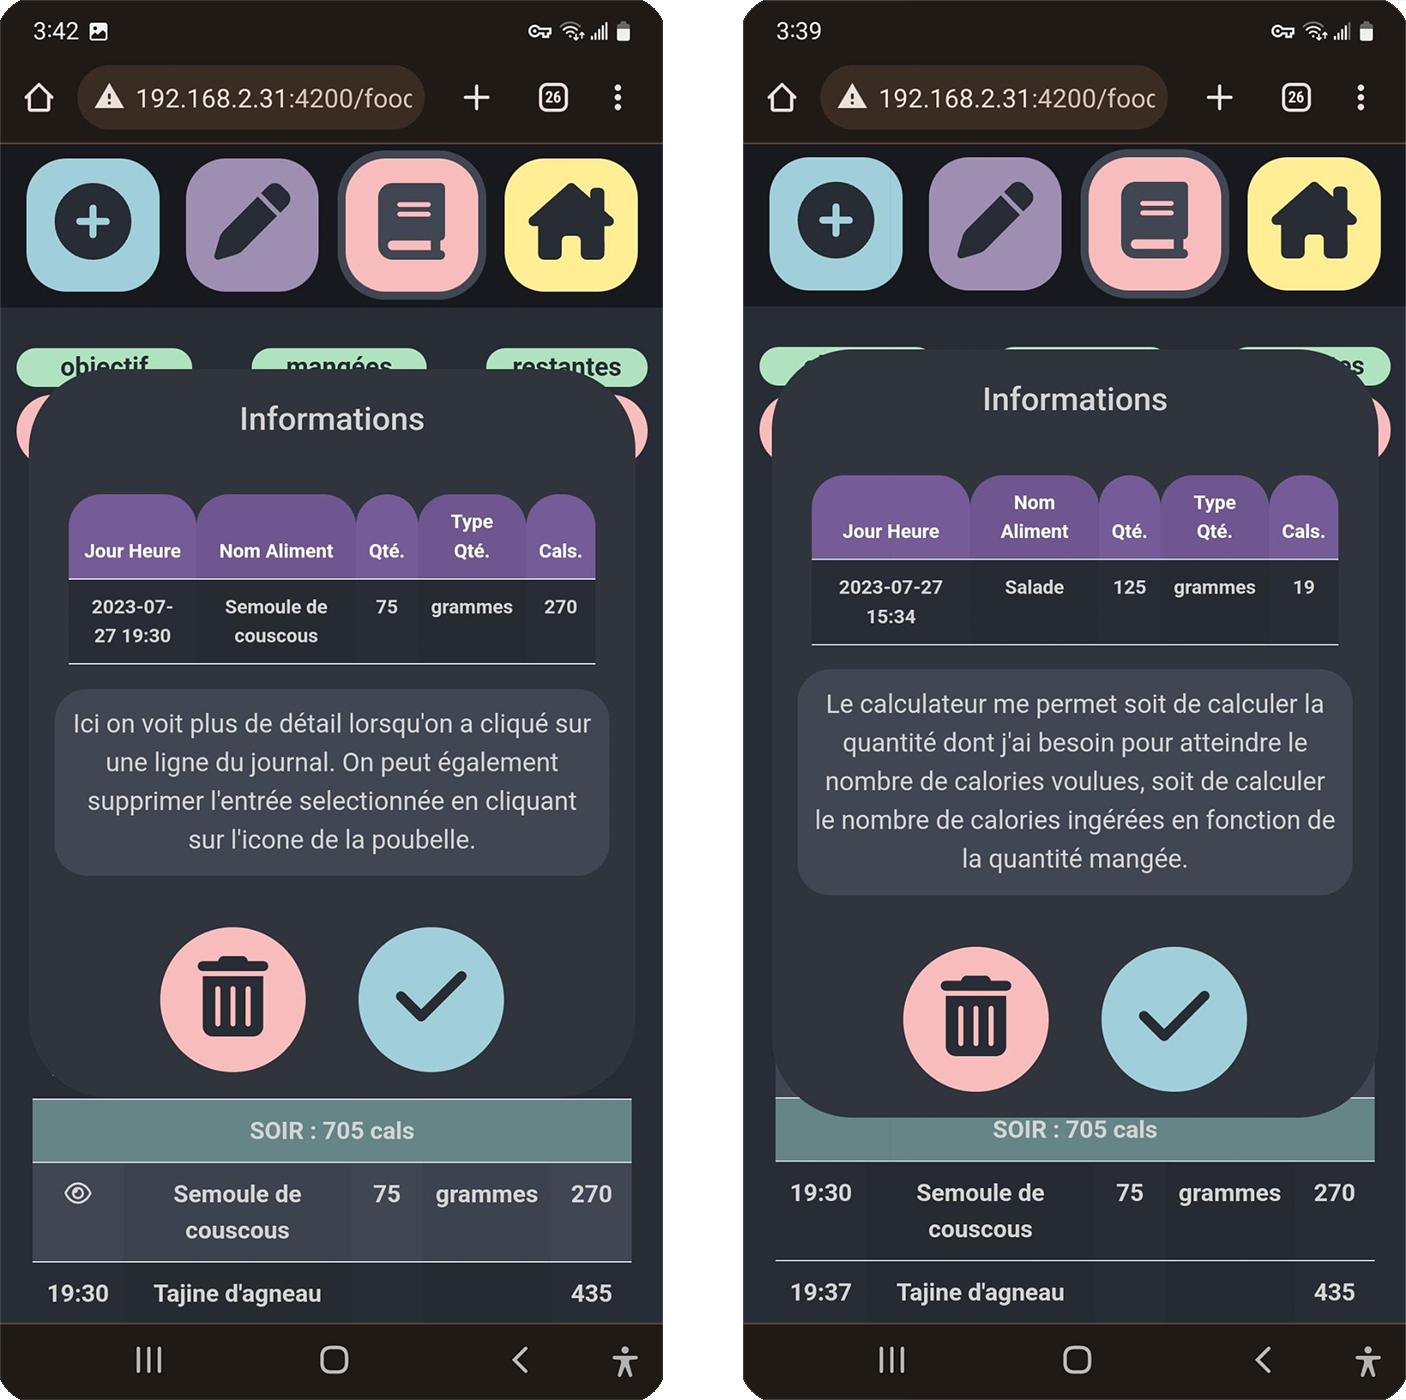 3:42
192.168.2.31:4200/fooc
26
objectif mangées restantes
Informations
Jour Heure Nom Aliment Qté. Type Qté. Cals.
2023-07-27 19:30 Semoule de couscous 75 grammes 270
Ici on voit plus de détail lorsqu'on a cliqué sur
une ligne du journal. On peut également
supprimer l'entrée selectionnée en cliquant
sur l'icone de la poubelle.
SOIR : 705 cals
Semoule de couscous 75 grammes 270
19:30 Tajine d'agneau 435
3:39
192.168.2.31:4200/fooc
26
Informations
Jour Heure Nom Aliment Qté. Type Qté. Cals.
2023-07-27 15:34 Salade 125 grammes 19
Le calculateur me permet soit de calculer la
quantité dont j'ai besoin pour atteindre le
nombre de calories voulues, soit de calculer
le nombre de calories ingérées en fonction de
la quantité mangée.
SOIR : 705 cals
19:30 Semoule de couscous 75 grammes 270
19:37 Tajine d'agneau 435